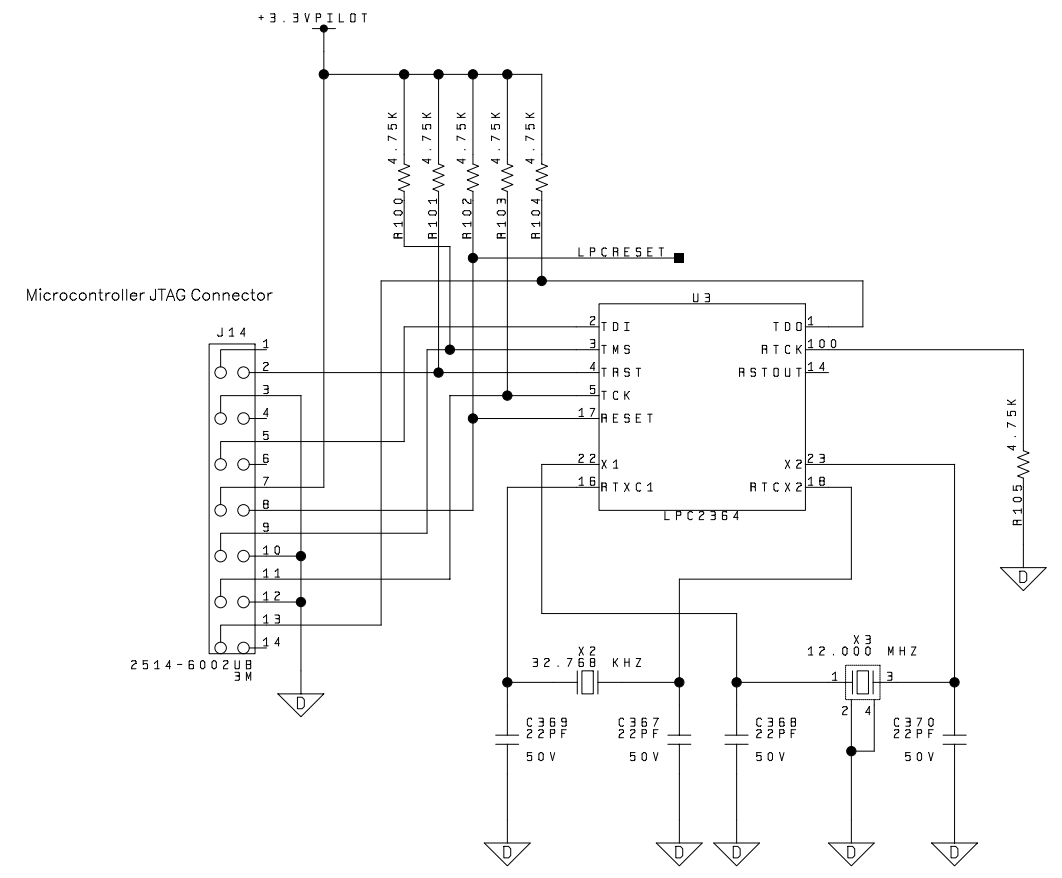 +3.3VPILOT
4.75K
4.75K
4.75K
4.75K
4.75K
R100
R101
R102
R103
R104
LPCRESET
Microcontroller JTAG Connector
U3
J14
1
2
3
4
5
6
7
8
9
10
11
12
13
14
2514-6002UB
3M
D
2 TDI
3 TMS
4 TRST
5 TCK
17 RESET
22 X1
16 RTXC1
TDO 1
RTCK 100
RSTOUT 14
X2 23
RTCX2 18
LPC2364
4.75K
R105
D
X2
32.768 KHZ
X3
12.000 MHZ
1
3
2
4
C369
22PF
50V
C367
22PF
50V
C368
22PF
50V
C370
22PF
50V
D
D
D
D
D